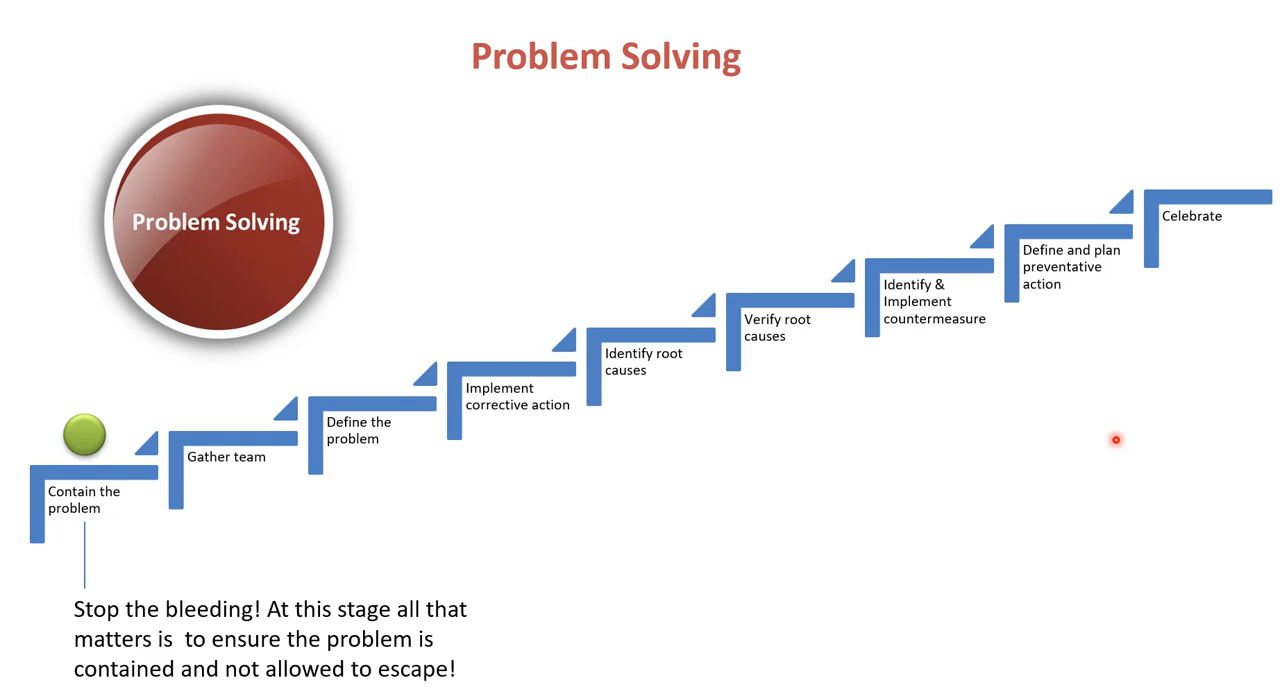 Problem Solving
Problem Solving
Contain the
problem
Gather team
Define the
problem
Implement
corrective action
Identify root
causes
Verify root
causes
Identify &
Implement
countermeasure
Define and plan
preventative
action
Celebrate
Stop the bleeding! At this stage all that
matters is  to ensure the problem is
contained and not allowed to escape!